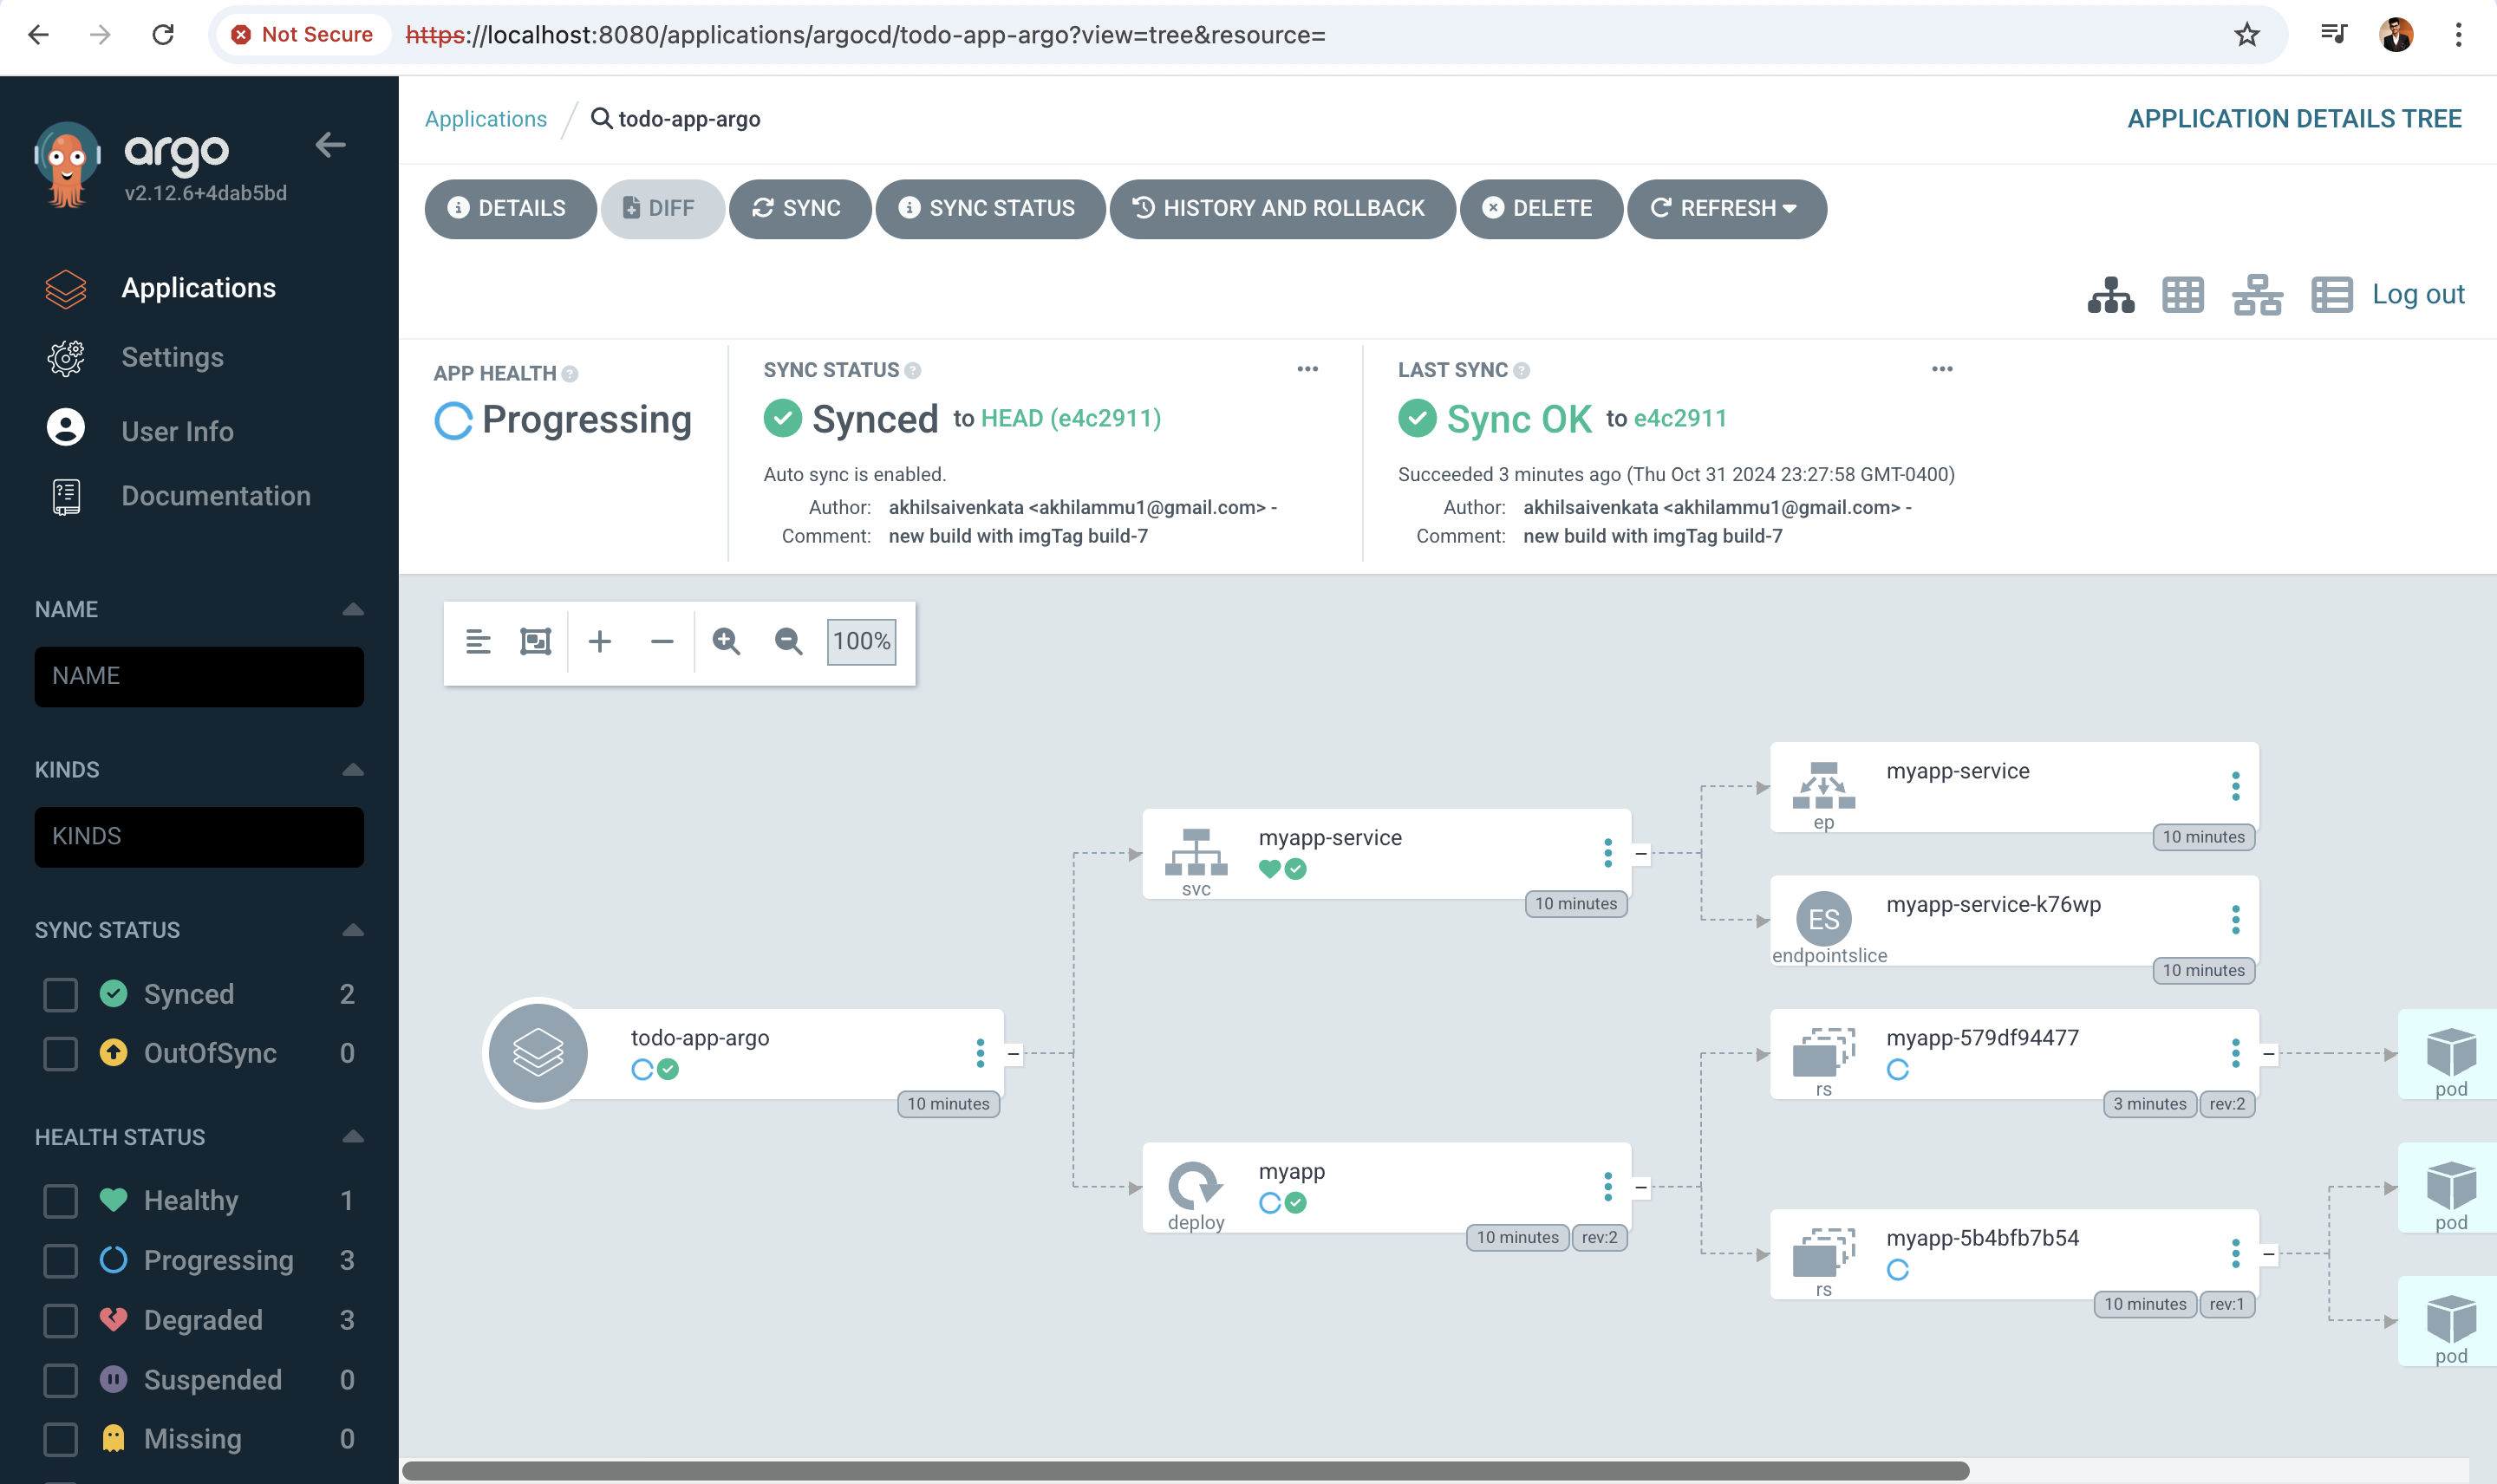 Not Secure https://localhost:8080/applications/argocd/todo-app-argo?view=tree&resource=
argo
v2.12.6+4dab5bd
Applications
Settings
User Info
Documentation
NAME
NAME
KINDS
KINDS
SYNC STATUS
Synced 2
OutOfSync 0
HEALTH STATUS
Healthy 1
Progressing 3
Degraded 3
Suspended 0
Missing 0
Applications / todo-app-argo
APPLICATION DETAILS TREE
DETAILS DIFF SYNC SYNC STATUS HISTORY AND ROLLBACK DELETE REFRESH
Log out
APP HEALTH
Progressing
SYNC STATUS
Synced to HEAD (e4c2911)
Auto sync is enabled.
Author: akhilsaivenkata <akhilammu1@gmail.com> -
Comment: new build with imgTag build-7
LAST SYNC
Sync OK to e4c2911
Succeeded 3 minutes ago (Thu Oct 31 2024 23:27:58 GMT-0400)
Author: akhilsaivenkata <akhilammu1@gmail.com> -
Comment: new build with imgTag build-7
100%
todo-app-argo
10 minutes
myapp-service
svc
10 minutes
myapp
deploy
10 minutes rev:2
myapp-service
ep
10 minutes
ES
myapp-service-k76wp
endpointslice
10 minutes
myapp-579df94477
rs
3 minutes rev:2
myapp-5b4bfb7b54
rs
10 minutes rev:1
pod
pod
pod